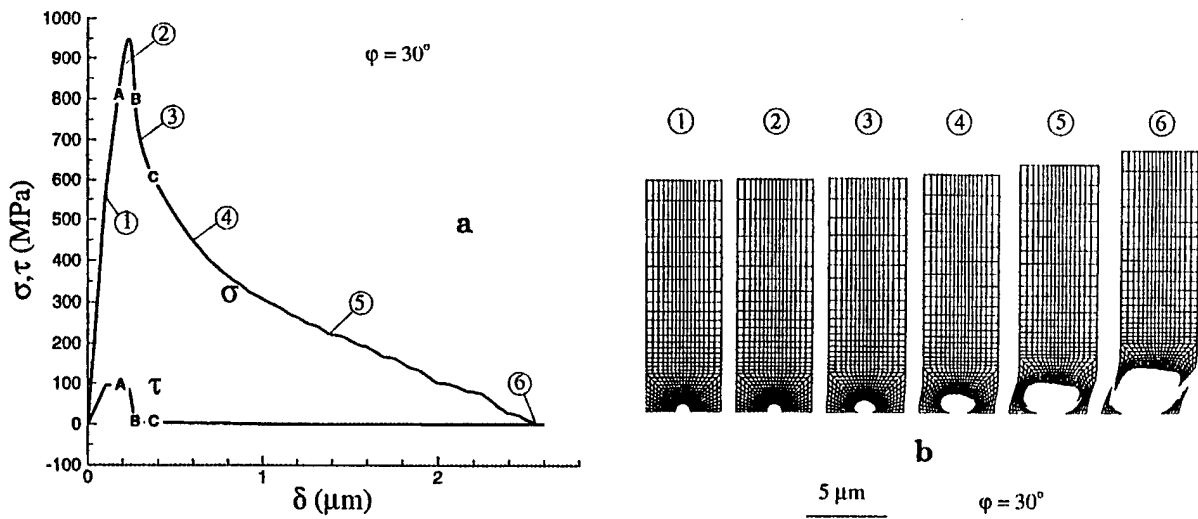 1000
900
800
700
600
500
400
300
200
100
0
-100
σ,τ (MPa)
0
1
2
δ (μm)
φ = 30°
a
A
B
C
σ
A
τ
B·C
①
②
③
④
⑤
⑥
① ② ③ ④ ⑤ ⑥
b
5 μm
φ = 30°